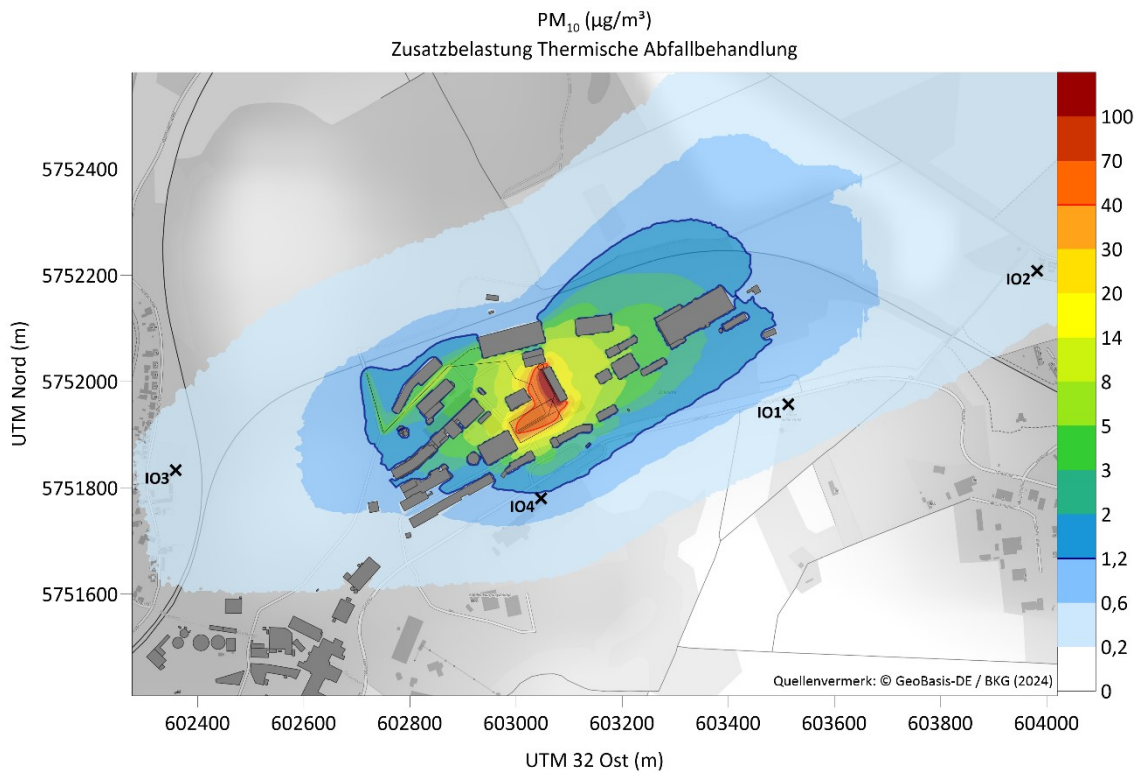 PM₁₀ (µg/m³)
Zusatzbelastung Thermische Abfallbehandlung
UTM Nord (m)
5752400
5752200
5752000
5751800
5751600
IO2
IO1
IO3
IO4
100
70
40
30
20
14
8
5
3
2
1,2
0,6
0,2
0
Quellenvermerk: © GeoBasis-DE / BKG (2024)
602400 602600 602800 603000 603200 603400 603600 603800 604000
UTM 32 Ost (m)